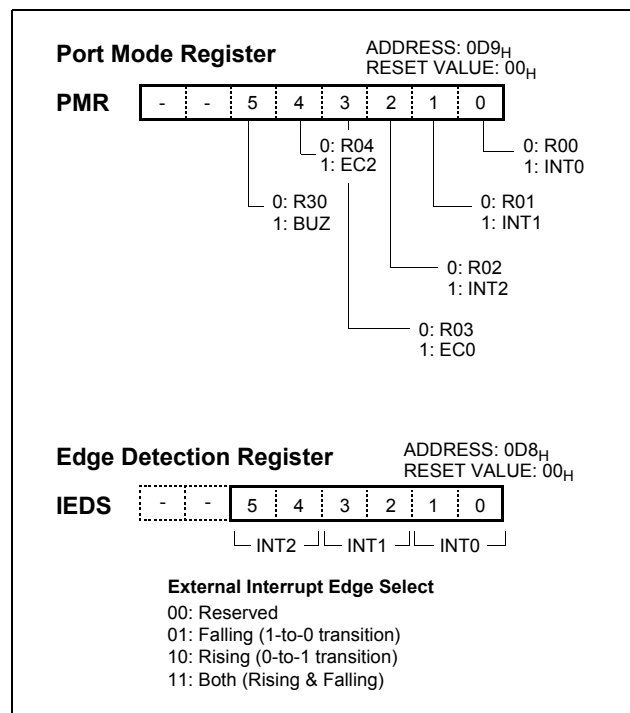 Port Mode Register
ADDRESS: 0D9H
RESET VALUE: 00H
PMR - - 5 4 3 2 1 0
0: R04
1: EC2
0: R00
1: INT0
0: R30
1: BUZ
0: R01
1: INT1
0: R02
1: INT2
0: R03
1: EC0
Edge Detection Register
ADDRESS: 0D8H
RESET VALUE: 00H
IEDS - - 5 4 3 2 1 0
INT2 INT1 INT0
External Interrupt Edge Select
00: Reserved
01: Falling (1-to-0 transition)
10: Rising (0-to-1 transition)
11: Both (Rising & Falling)